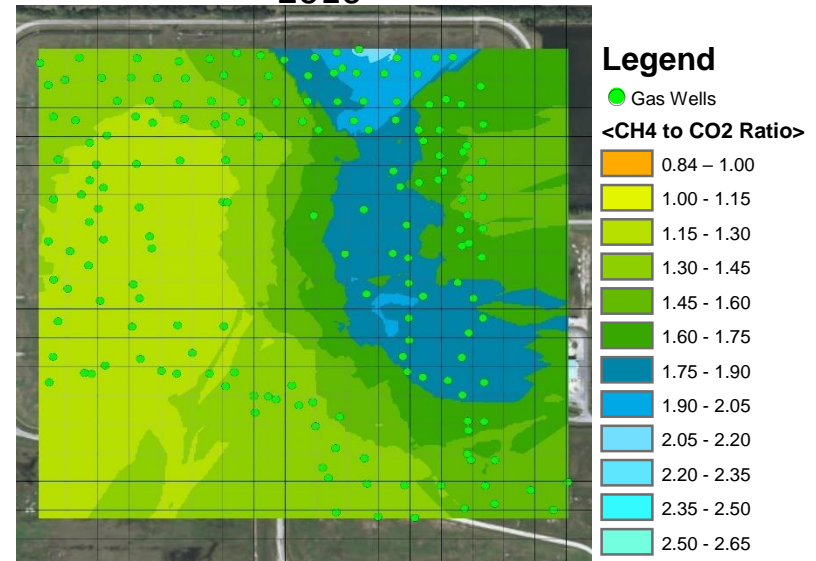 Legend
Gas Wells
<CH4 to CO2 Ratio>
0.84 – 1.00
1.00 - 1.15
1.15 - 1.30
1.30 - 1.45
1.45 - 1.60
1.60 - 1.75
1.75 - 1.90
1.90 - 2.05
2.05 - 2.20
2.20 - 2.35
2.35 - 2.50
2.50 - 2.65